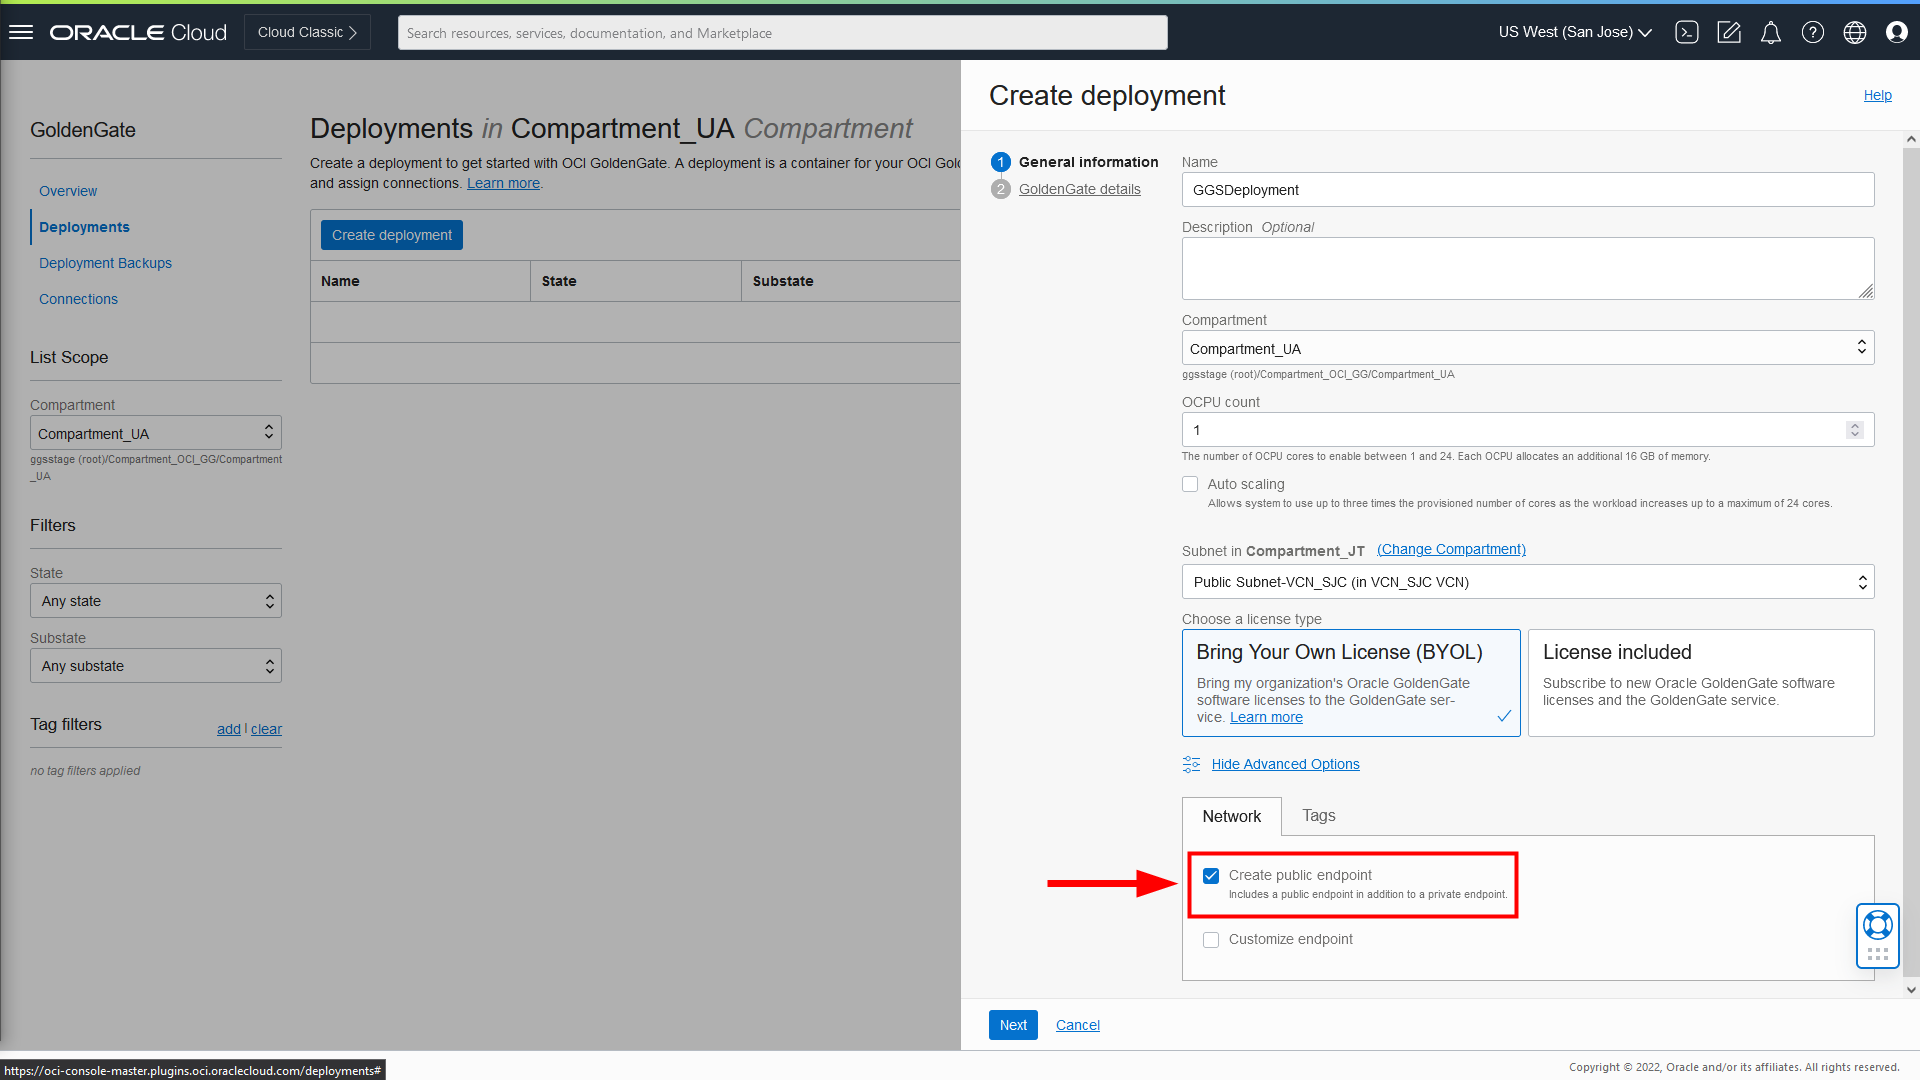 ORACLE Cloud
Cloud Classic
Search resources, services, documentation, and Marketplace
US West (San Jose)
GoldenGate
Overview
Deployments
Deployment Backups
Connections
List Scope
Compartment
Compartment_UA
ggsstage (root)/Compartment_OCI_GG/Compartment
_UA
Filters
State
Any state
Substate
Any substate
Tag filters
add | clear
no tag filters applied
Deployments in Compartment_UA Compartment
Create a deployment to get started with OCI GoldenGate. A deployment is a container for your OCI Gol
and assign connections. Learn more.
Create deployment
Name State Substate
Create deployment
Help
1 General information
2 GoldenGate details
Name
GGSDeployment
Description Optional
Compartment
Compartment_UA
ggsstage (root)/Compartment_OCI_GG/Compartment_UA
OCPU count
1
The number of OCPU cores to enable between 1 and 24. Each OCPU allocates an additional 16 GB of memory.
Auto scaling
Allows system to use up to three times the provisioned number of cores as the workload increases up to a maximum of 24 cores.
Subnet in Compartment_JT (Change Compartment)
Public Subnet-VCN_SJC (in VCN_SJC VCN)
Choose a license type
Bring Your Own License (BYOL)
Bring my organization's Oracle GoldenGate
software licenses to the GoldenGate ser-
vice. Learn more
License included
Subscribe to new Oracle GoldenGate software
licenses and the GoldenGate service.
Hide Advanced Options
Network
Tags
Create public endpoint
Includes a public endpoint in addition to a private endpoint.
Customize endpoint
Next
Cancel
https://oci-console-master.plugins.oci.oraclecloud.com/deployments#
Copyright © 2022, Oracle and/or its affiliates. All rights reserved.